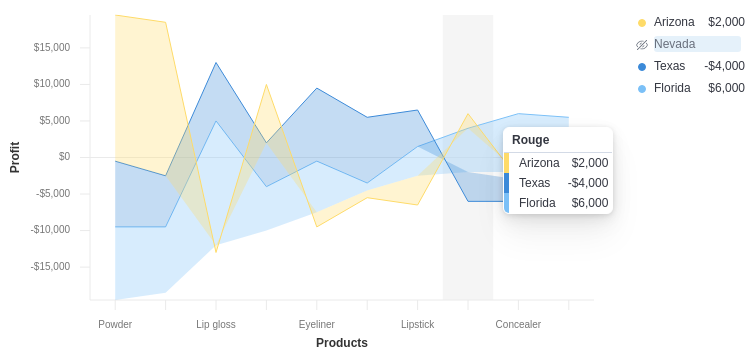 Arizona $2,000
Nevada
Texas -$4,000
Florida $6,000
$15,000
$10,000
$5,000
$0
-$5,000
-$10,000
-$15,000
Profit
Rouge
Arizona $2,000
Texas -$4,000
Florida $6,000
Powder Lip gloss Eyeliner Lipstick Concealer
Products